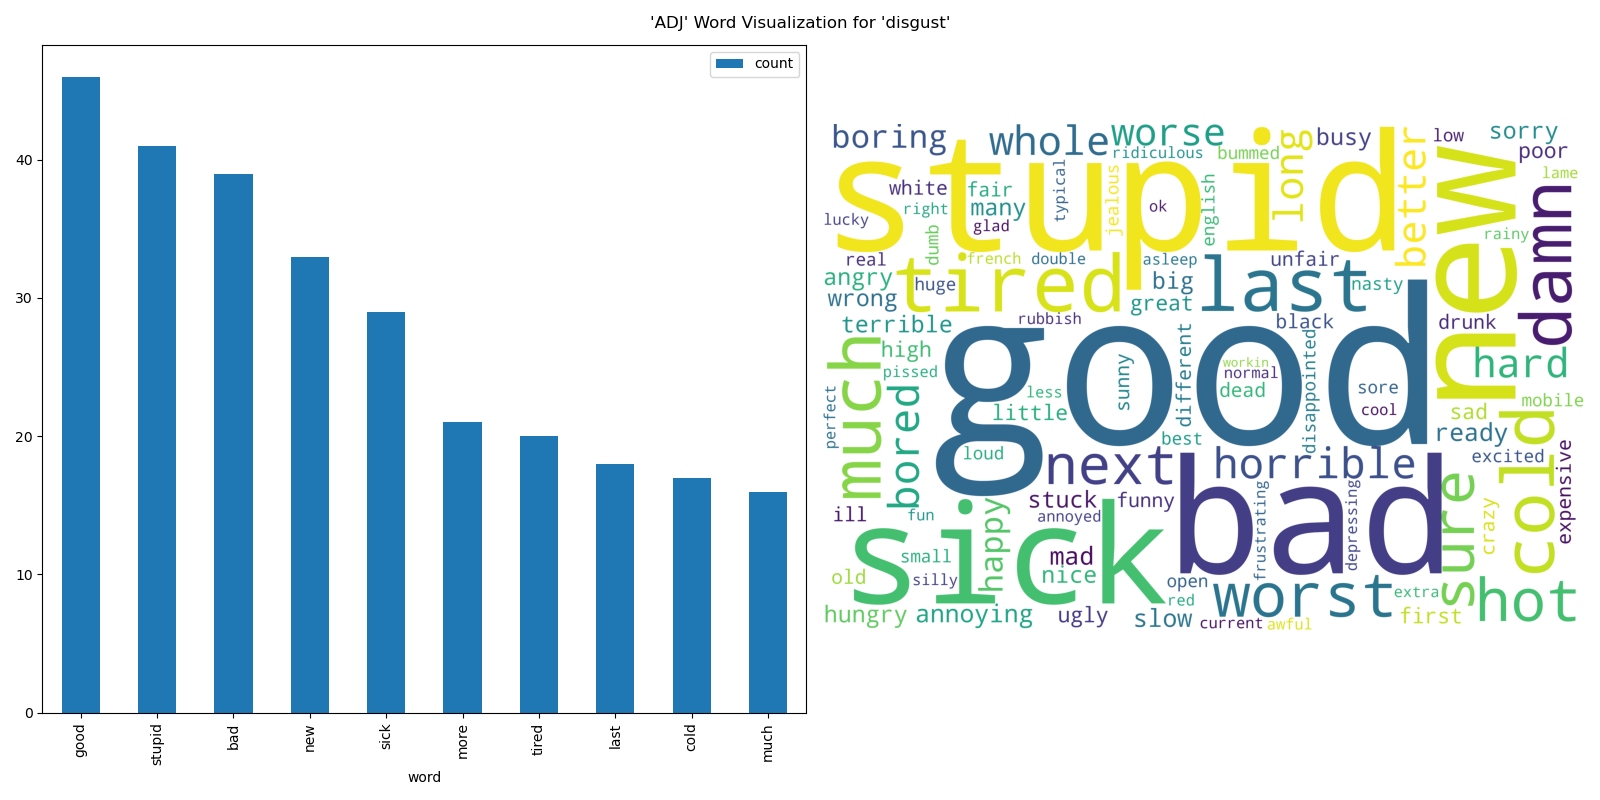 'ADJ' Word Visualization for 'disgust'
count
40
30
20
10
0
good
stupid
bad
new
sick
more
tired
last
cold
much
word
boring
whole
worse
ridiculous
bummed
long
busy
better
low
sorry
poor
lame
stupid
new
damn
white
fair
typical
jealous
ok
english
lucky
right
many
glad
dumb
rainy
real
french
double
asleep
unfair
angry
huge
tired
big
last
nasty
wrong
great
rubbish
black
drunk
terrible
hard
much
high
pissed
good
different
disappointed
workin
normal
dead
sunny
less
little
sore
cool
sad
mobile
perfect
bored
best
ready
cold
loud
next
horrible
excited
expensive
bad
sure
crazy
stuck
funny
ill
fun
annoyed
frustrating
depressing
happy
sick
small
mad
old
silly
nice
open
red
worst
extra
hot
hungry
annoying
ugly
slow
current
awful
first